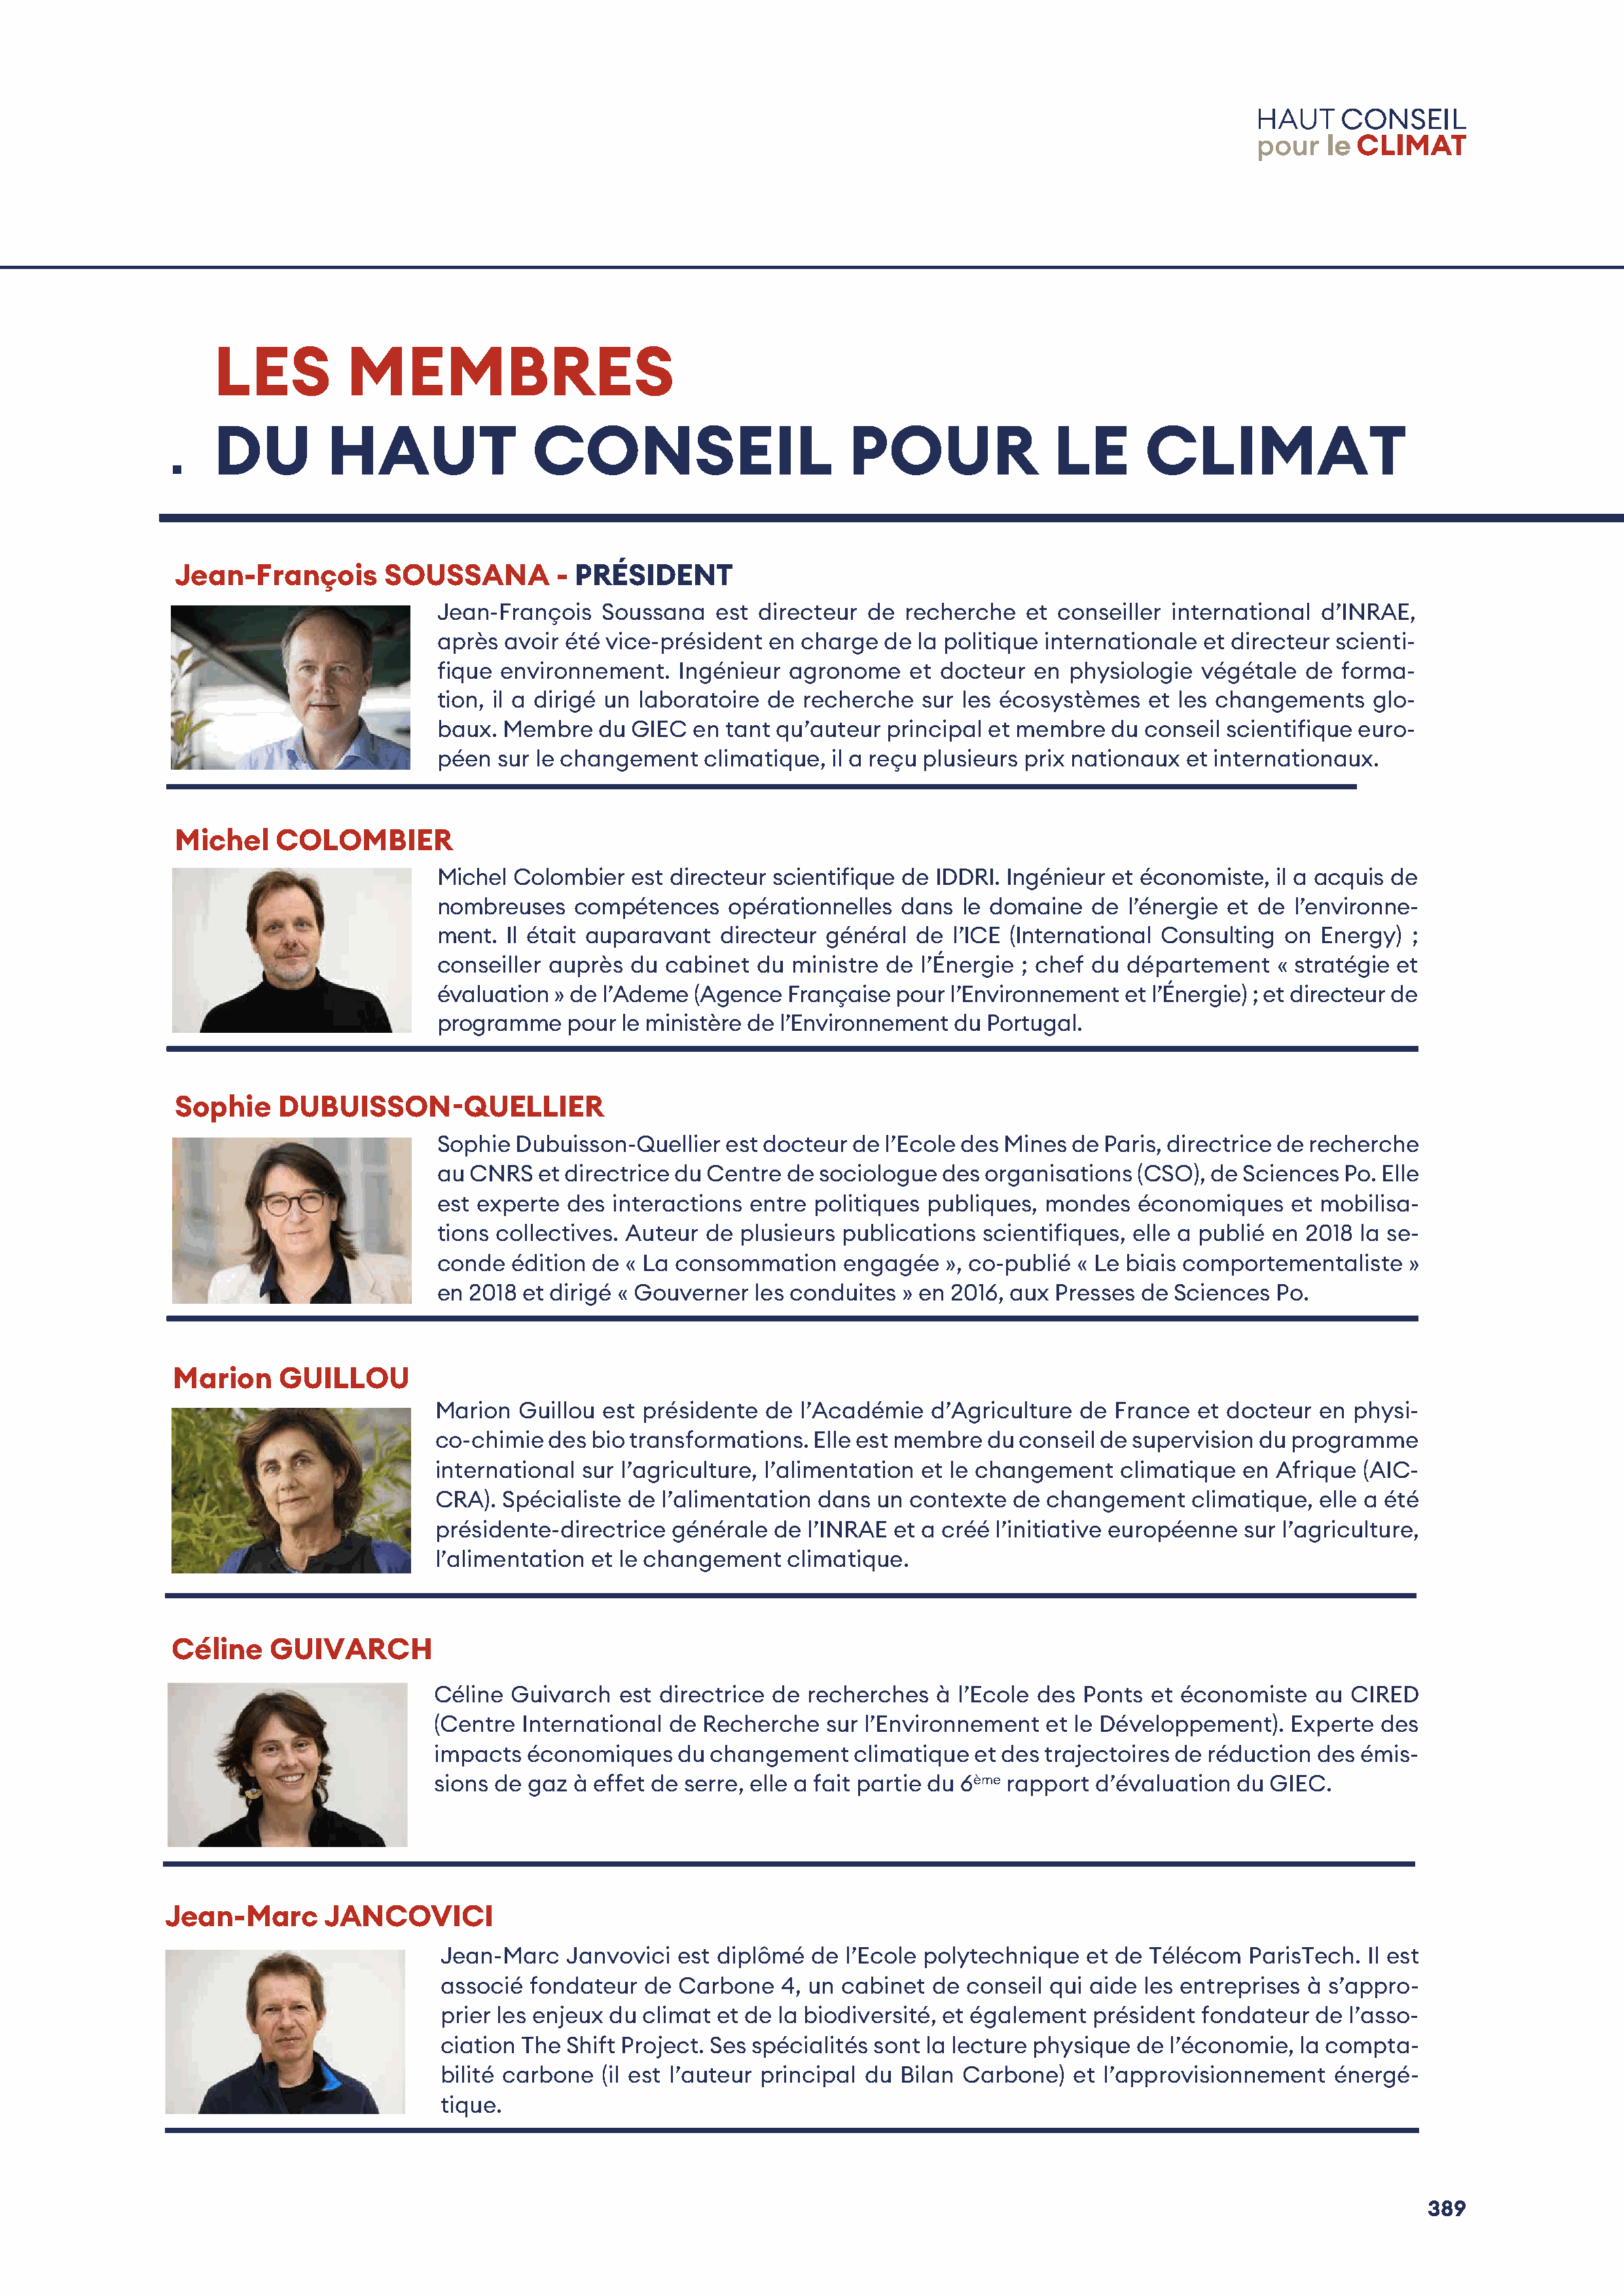 HAUT CONSEIL
pour le CLIMAT
LES MEMBRES
. DU HAUT CONSEIL POUR LE CLIMAT
Jean-François SOUSSANA - PRÉSIDENT
Jean-François Soussana est directeur de recherche et conseiller international d’INRAE,
après avoir été vice-président en charge de la politique internationale et directeur scienti-
fique environnement. Ingénieur agronome et docteur en physiologie végétale de forma-
tion, il a dirigé un laboratoire de recherche sur les écosystèmes et les changements glo-
baux. Membre du GIEC en tant qu’auteur principal et membre du conseil scientifique euro-
péen sur le changement climatique, il a reçu plusieurs prix nationaux et internationaux.
Michel COLOMBIER
Michel Colombier est directeur scientifique de IDDRI. Ingénieur et économiste, il a acquis de
nombreuses compétences opérationnelles dans le domaine de l’énergie et de l’environne-
ment. Il était auparavant directeur général de l’ICE (International Consulting on Energy) ;
conseiller auprès du cabinet du ministre de l’Énergie ; chef du département « stratégie et
évaluation » de l’Ademe (Agence Française pour l’Environnement et l’Énergie) ; et directeur de
programme pour le ministère de l’Environnement du Portugal.
Sophie DUBUISSON-QUELLIER
Sophie Dubuisson-Quellier est docteur de l’Ecole des Mines de Paris, directrice de recherche
au CNRS et directrice du Centre de sociologue des organisations (CSO), de Sciences Po. Elle
est experte des interactions entre politiques publiques, mondes économiques et mobilisa-
tions collectives. Auteur de plusieurs publications scientifiques, elle a publié en 2018 la se-
conde édition de « La consommation engagée », co-publié « Le biais comportementaliste »
en 2018 et dirigé « Gouverner les conduites » en 2016, aux Presses de Sciences Po.
Marion GUILLOU
Marion Guillou est présidente de l’Académie d’Agriculture de France et docteur en physi-
co-chimie des bio transformations. Elle est membre du conseil de supervision du programme
international sur l’agriculture, l’alimentation et le changement climatique en Afrique (AIC-
CRA). Spécialiste de l’alimentation dans un contexte de changement climatique, elle a été
présidente-directrice générale de l’INRAE et a créé l’initiative européenne sur l’agriculture,
l’alimentation et le changement climatique.
Céline GUIVARCH
Céline Guivarch est directrice de recherches à l’Ecole des Ponts et économiste au CIRED
(Centre International de Recherche sur l’Environnement et le Développement). Experte des
impacts économiques du changement climatique et des trajectoires de réduction des émis-
sions de gaz à effet de serre, elle a fait partie du 6ème rapport d’évaluation du GIEC.
Jean-Marc JANCOVICI
Jean-Marc Janvovici est diplômé de l’Ecole polytechnique et de Télécom ParisTech. Il est
associé fondateur de Carbone 4, un cabinet de conseil qui aide les entreprises à s’appro-
prier les enjeux du climat et de la biodiversité, et également président fondateur de l’asso-
ciation The Shift Project. Ses spécialités sont la lecture physique de l’économie, la compta-
bilité carbone (il est l’auteur principal du Bilan Carbone) et l’approvisionnement énergé-
tique.
389